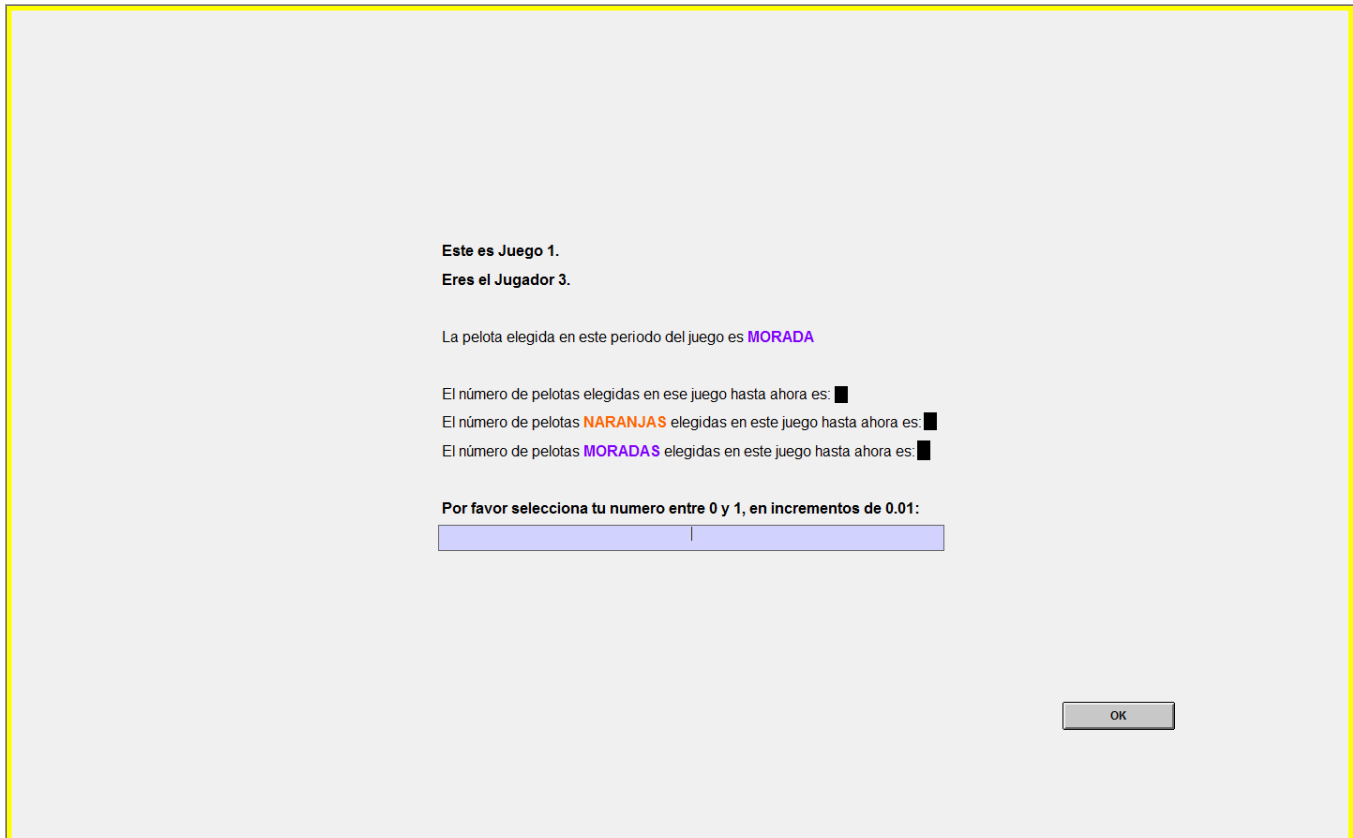 Este es Juego 1.
Eres el Jugador 3.
La pelota elegida en este periodo del juego es MORADA
El número de pelotas elegidas en ese juego hasta ahora es:
El número de pelotas NARANJAS elegidas en este juego hasta ahora es:
El número de pelotas MORADAS elegidas en este juego hasta ahora es:
Por favor selecciona tu numero entre 0 y 1, en incrementos de 0.01:
OK